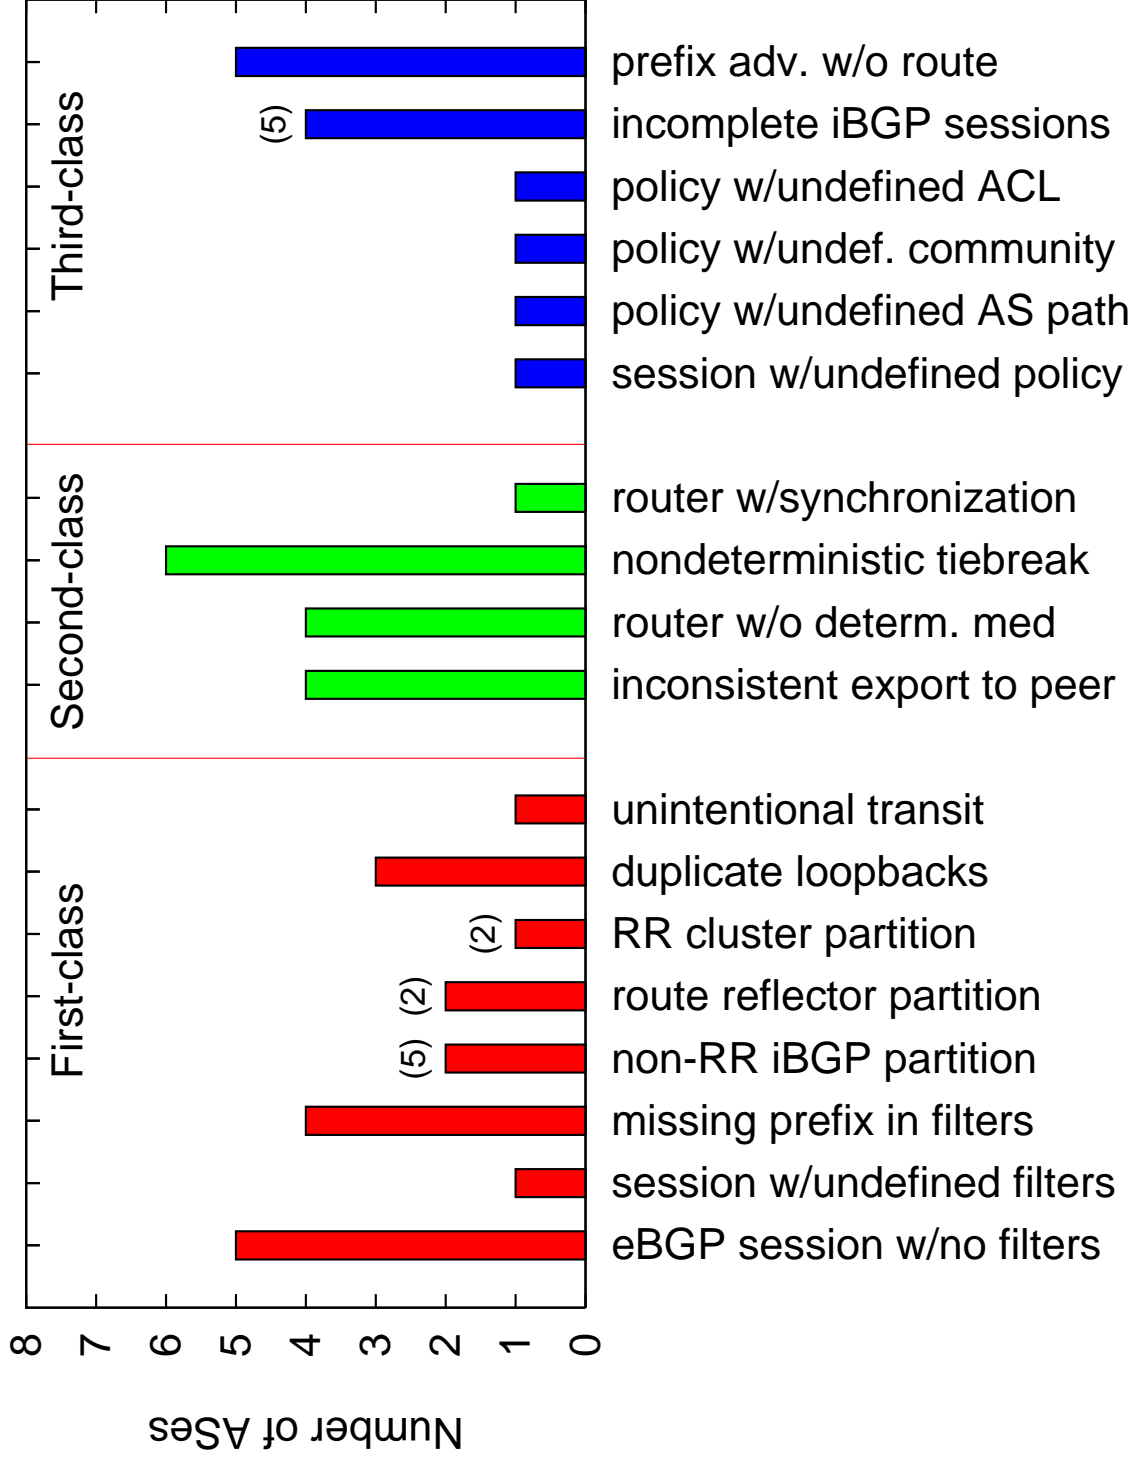 Third-class
Second-class
First-class
prefix adv. w/o route
(5)
incomplete iBGP sessions
policy w/undefined ACL
policy w/undef. community
policy w/undefined AS path
session w/undefined policy
router w/synchronization
nondeterministic tiebreak
router w/o determ. med
inconsistent export to peer
unintentional transit
duplicate loopbacks
(2)
RR cluster partition
(2)
route reflector partition
(5)
non-RR iBGP partition
missing prefix in filters
session w/undefined filters
eBGP session w/no filters
8
7
6
5
4
3
2
1
0
Number of ASes